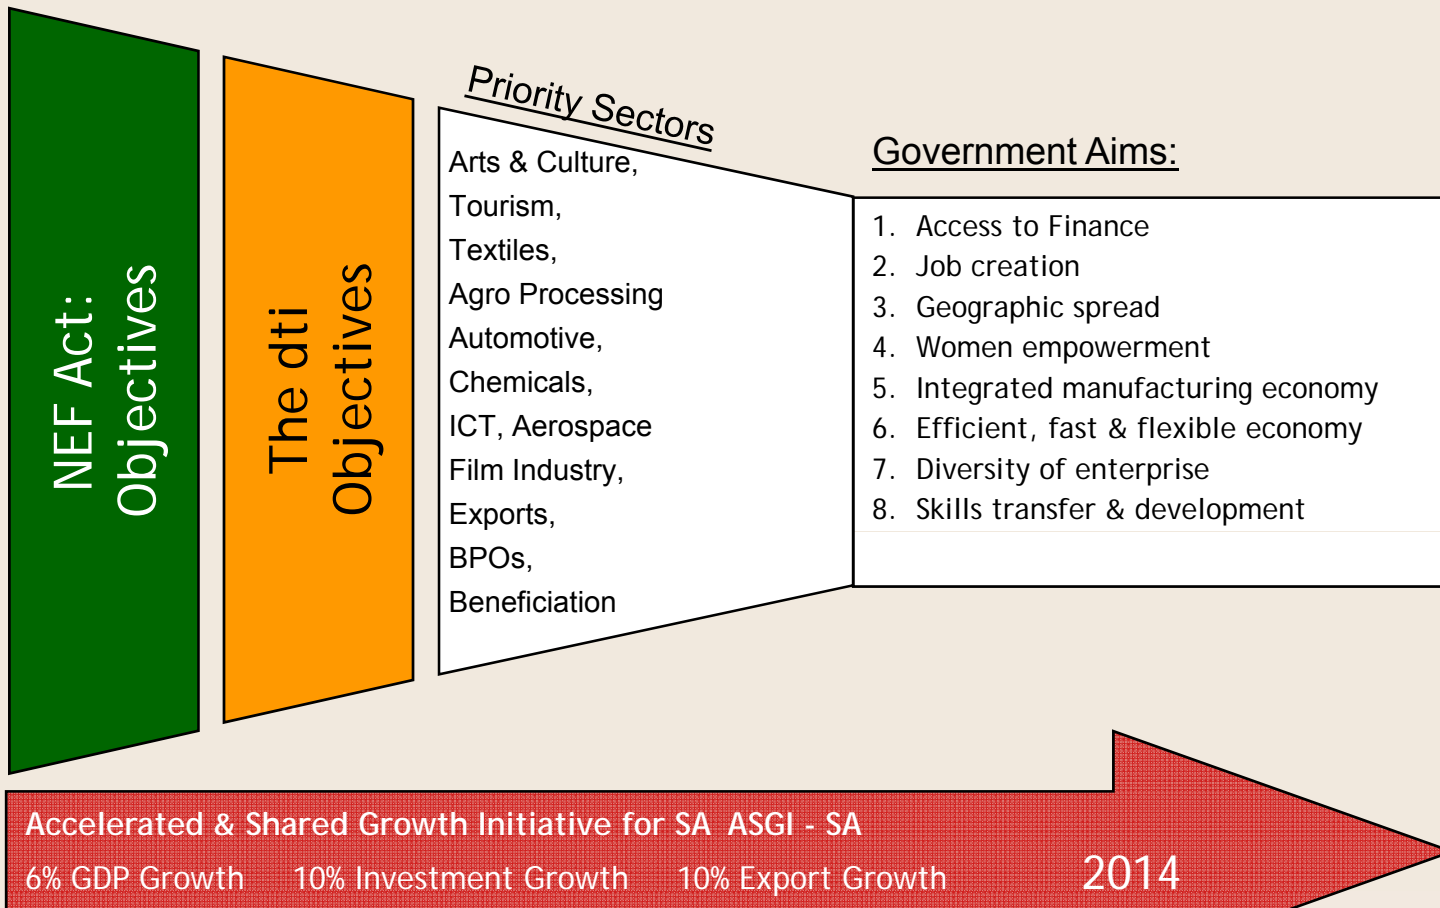 NEF Act:
Objectives
The dti
Objectives
Priority Sectors
Arts & Culture,
Tourism,
Textiles,
Agro Processing
Automotive,
Chemicals,
ICT, Aerospace
Film Industry,
Exports,
BPOs,
Beneficiation
Government Aims:
1. Access to Finance
2. Job creation
3. Geographic spread
4. Women empowerment
5. Integrated manufacturing economy
6. Efficient, fast & flexible economy
7. Diversity of enterprise
8. Skills transfer & development
Accelerated & Shared Growth Initiative for SA ASGI - SA
6% GDP Growth 10% Investment Growth 10% Export Growth 2014